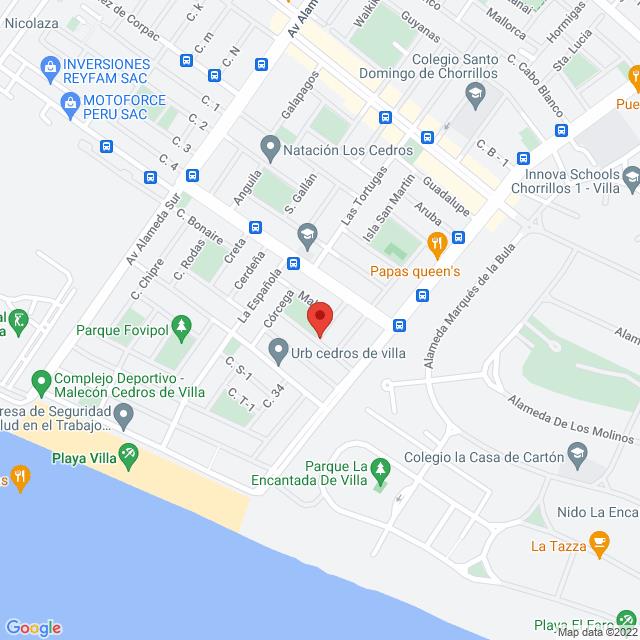 Nicolaza
ez de Corpac
C. k
C. m
C. N
Av Alame
Guyanas
Mallorca
Hormigas
Sta. Lucia
C. Cabo Blanco
Colegio Santo
Domingo de Chorrillos
Pue
INVERSIONES
REYFAM SAC
MOTOFORCE
PERU SAC
C. 1
C. 2
C. 3
C. 4
Galapagos
Natación Los Cedros
C. B - 1
Innova Schools
Chorrillos 1 - Villa
Anguila
S. Gallán
Las Tortugas
Isla San Martin
Guadalupe
Aruba
Av Alameda Sur
C. Bonaire
C. Rodas
Creta
Cerdeña
C. Chipre
La Española
Córcega
Papas queen's
Alameda Marqués de la Bula
Parque Fovipol
Urb cedros de villa
C. S-1
C. T-1
C. 34
Complejo Deportivo -
Malecón Cedros de Villa
resa de Seguridad
lud en el Trabajo...
Playa Villa
Parque La
Encantada De Villa
Alameda De Los Molinos
Colegio la Casa de Cartón
Nido La Enca
La Tazza
Playa El Faro
Google
Map data ©2022